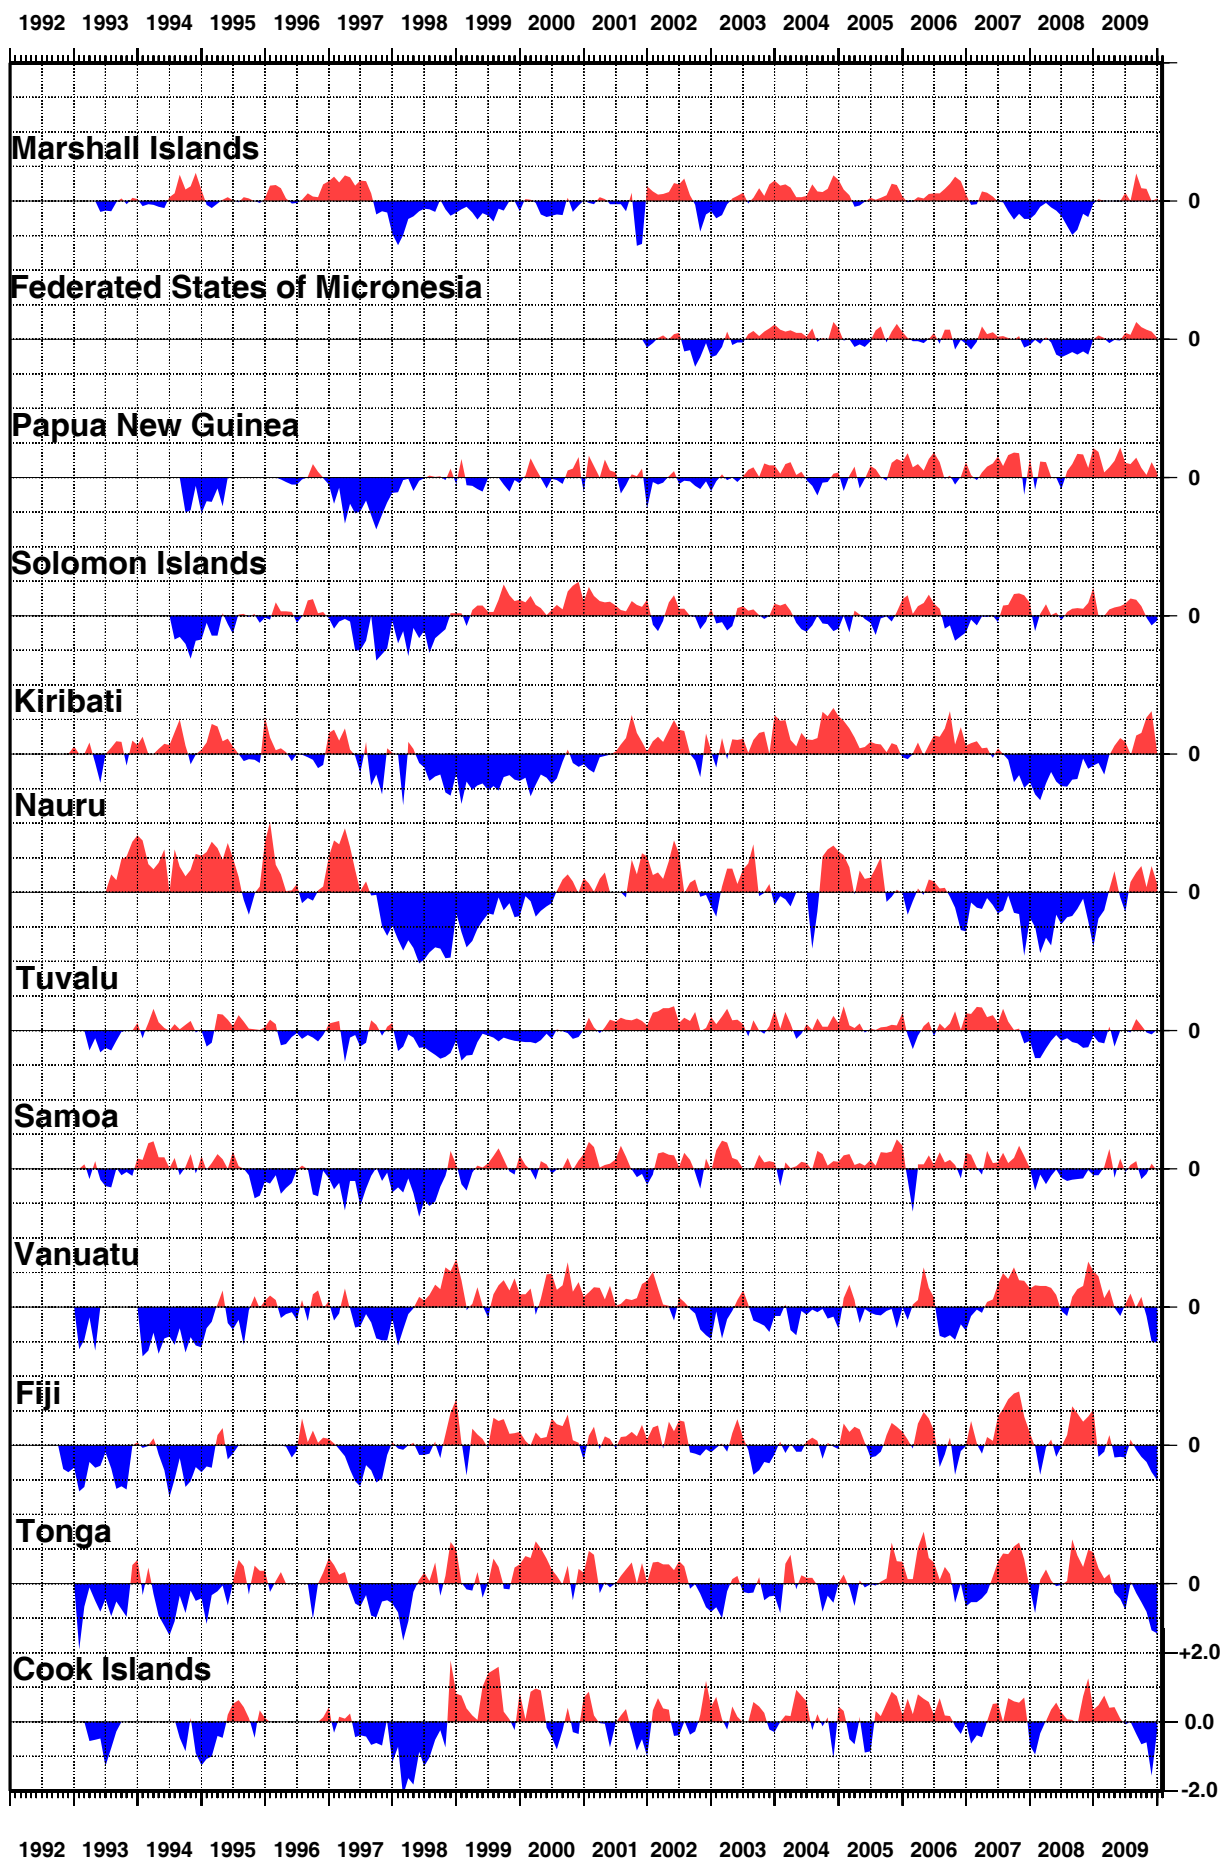 1992 1993 1994 1995 1996 1997 1998 1999 2000 2001 2002 2003 2004 2005 2006 2007 2008 2009
Marshall Islands
0
Federated States of Micronesia
0
Papua New Guinea
0
Solomon Islands
0
Kiribati
0
Nauru
0
Tuvalu
0
Samoa
0
Vanuatu
0
Fiji
0
Tonga
0
+2.0
Cook Islands
0.0
-2.0
1992 1993 1994 1995 1996 1997 1998 1999 2000 2001 2002 2003 2004 2005 2006 2007 2008 2009